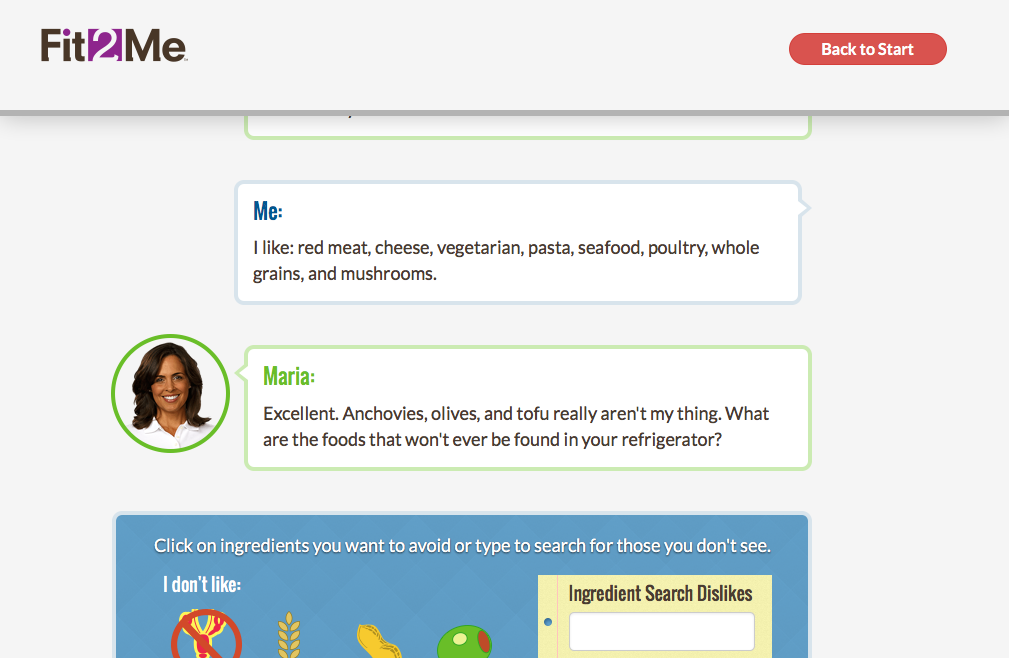 Fit2Me
Back to Start
Me:
I like: red meat, cheese, vegetarian, pasta, seafood, poultry, whole
grains, and mushrooms.
Maria:
Excellent. Anchovies, olives, and tofu really aren't my thing. What
are the foods that won't ever be found in your refrigerator?
Click on ingredients you want to avoid or type to search for those you don't see.
I don't like:
Ingredient Search Dislikes